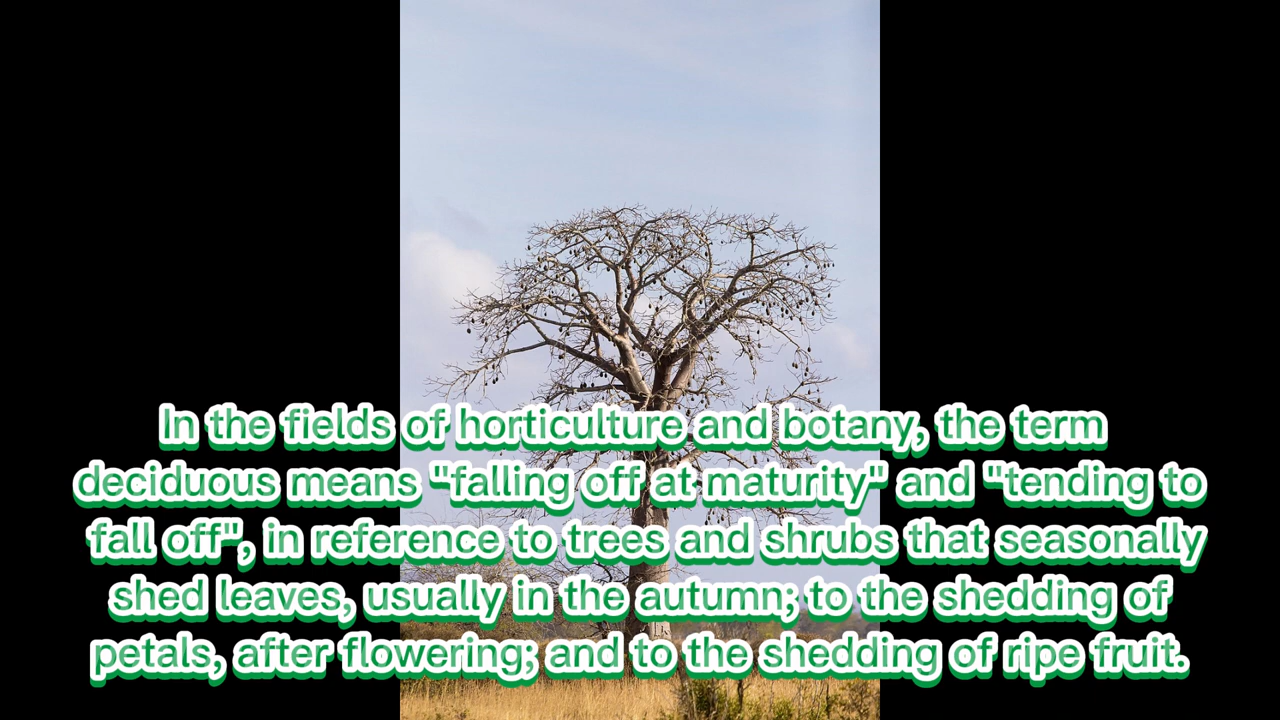 In the fields of horticulture and botany, the term
deciduous means "falling off at maturity" and "tending to
fall off", in reference to trees and shrubs that seasonally
shed leaves, usually in the autumn; to the shedding of
petals, after flowering; and to the shedding of ripe fruit.